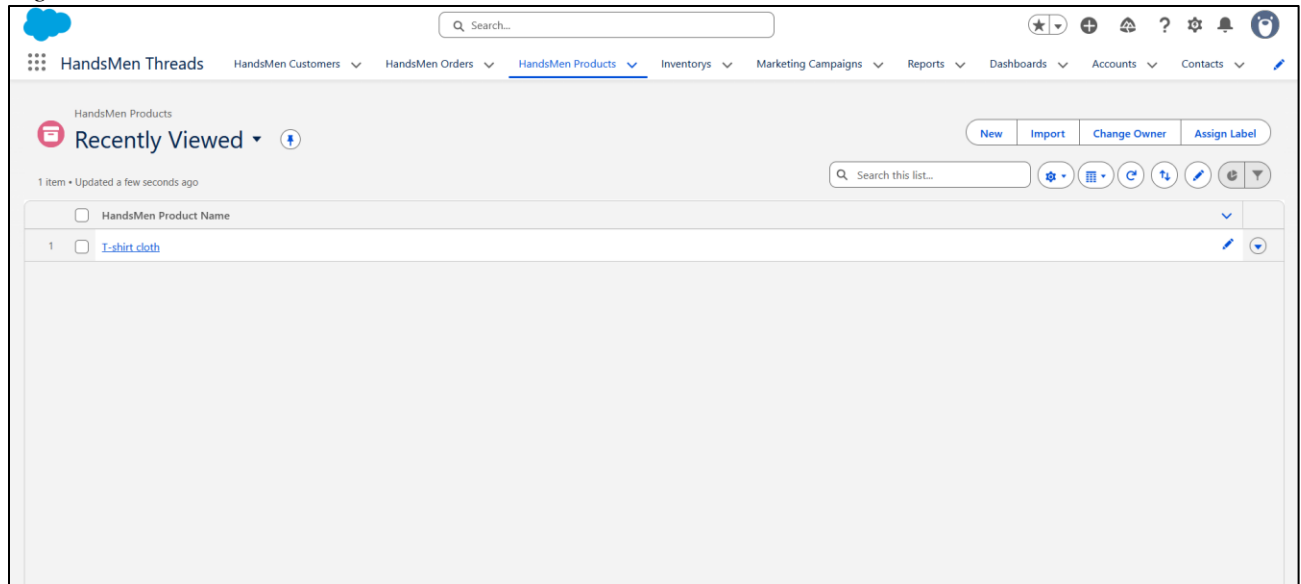 Search...
HandsMen Threads HandsMen Customers HandsMen Orders HandsMen Products Inventorys Marketing Campaigns Reports Dashboards Accounts Contacts
HandsMen Products
Recently Viewed
New Import Change Owner Assign Label
1 item • Updated a few seconds ago
Search this list...
HandsMen Product Name
1 T-shirt cloth